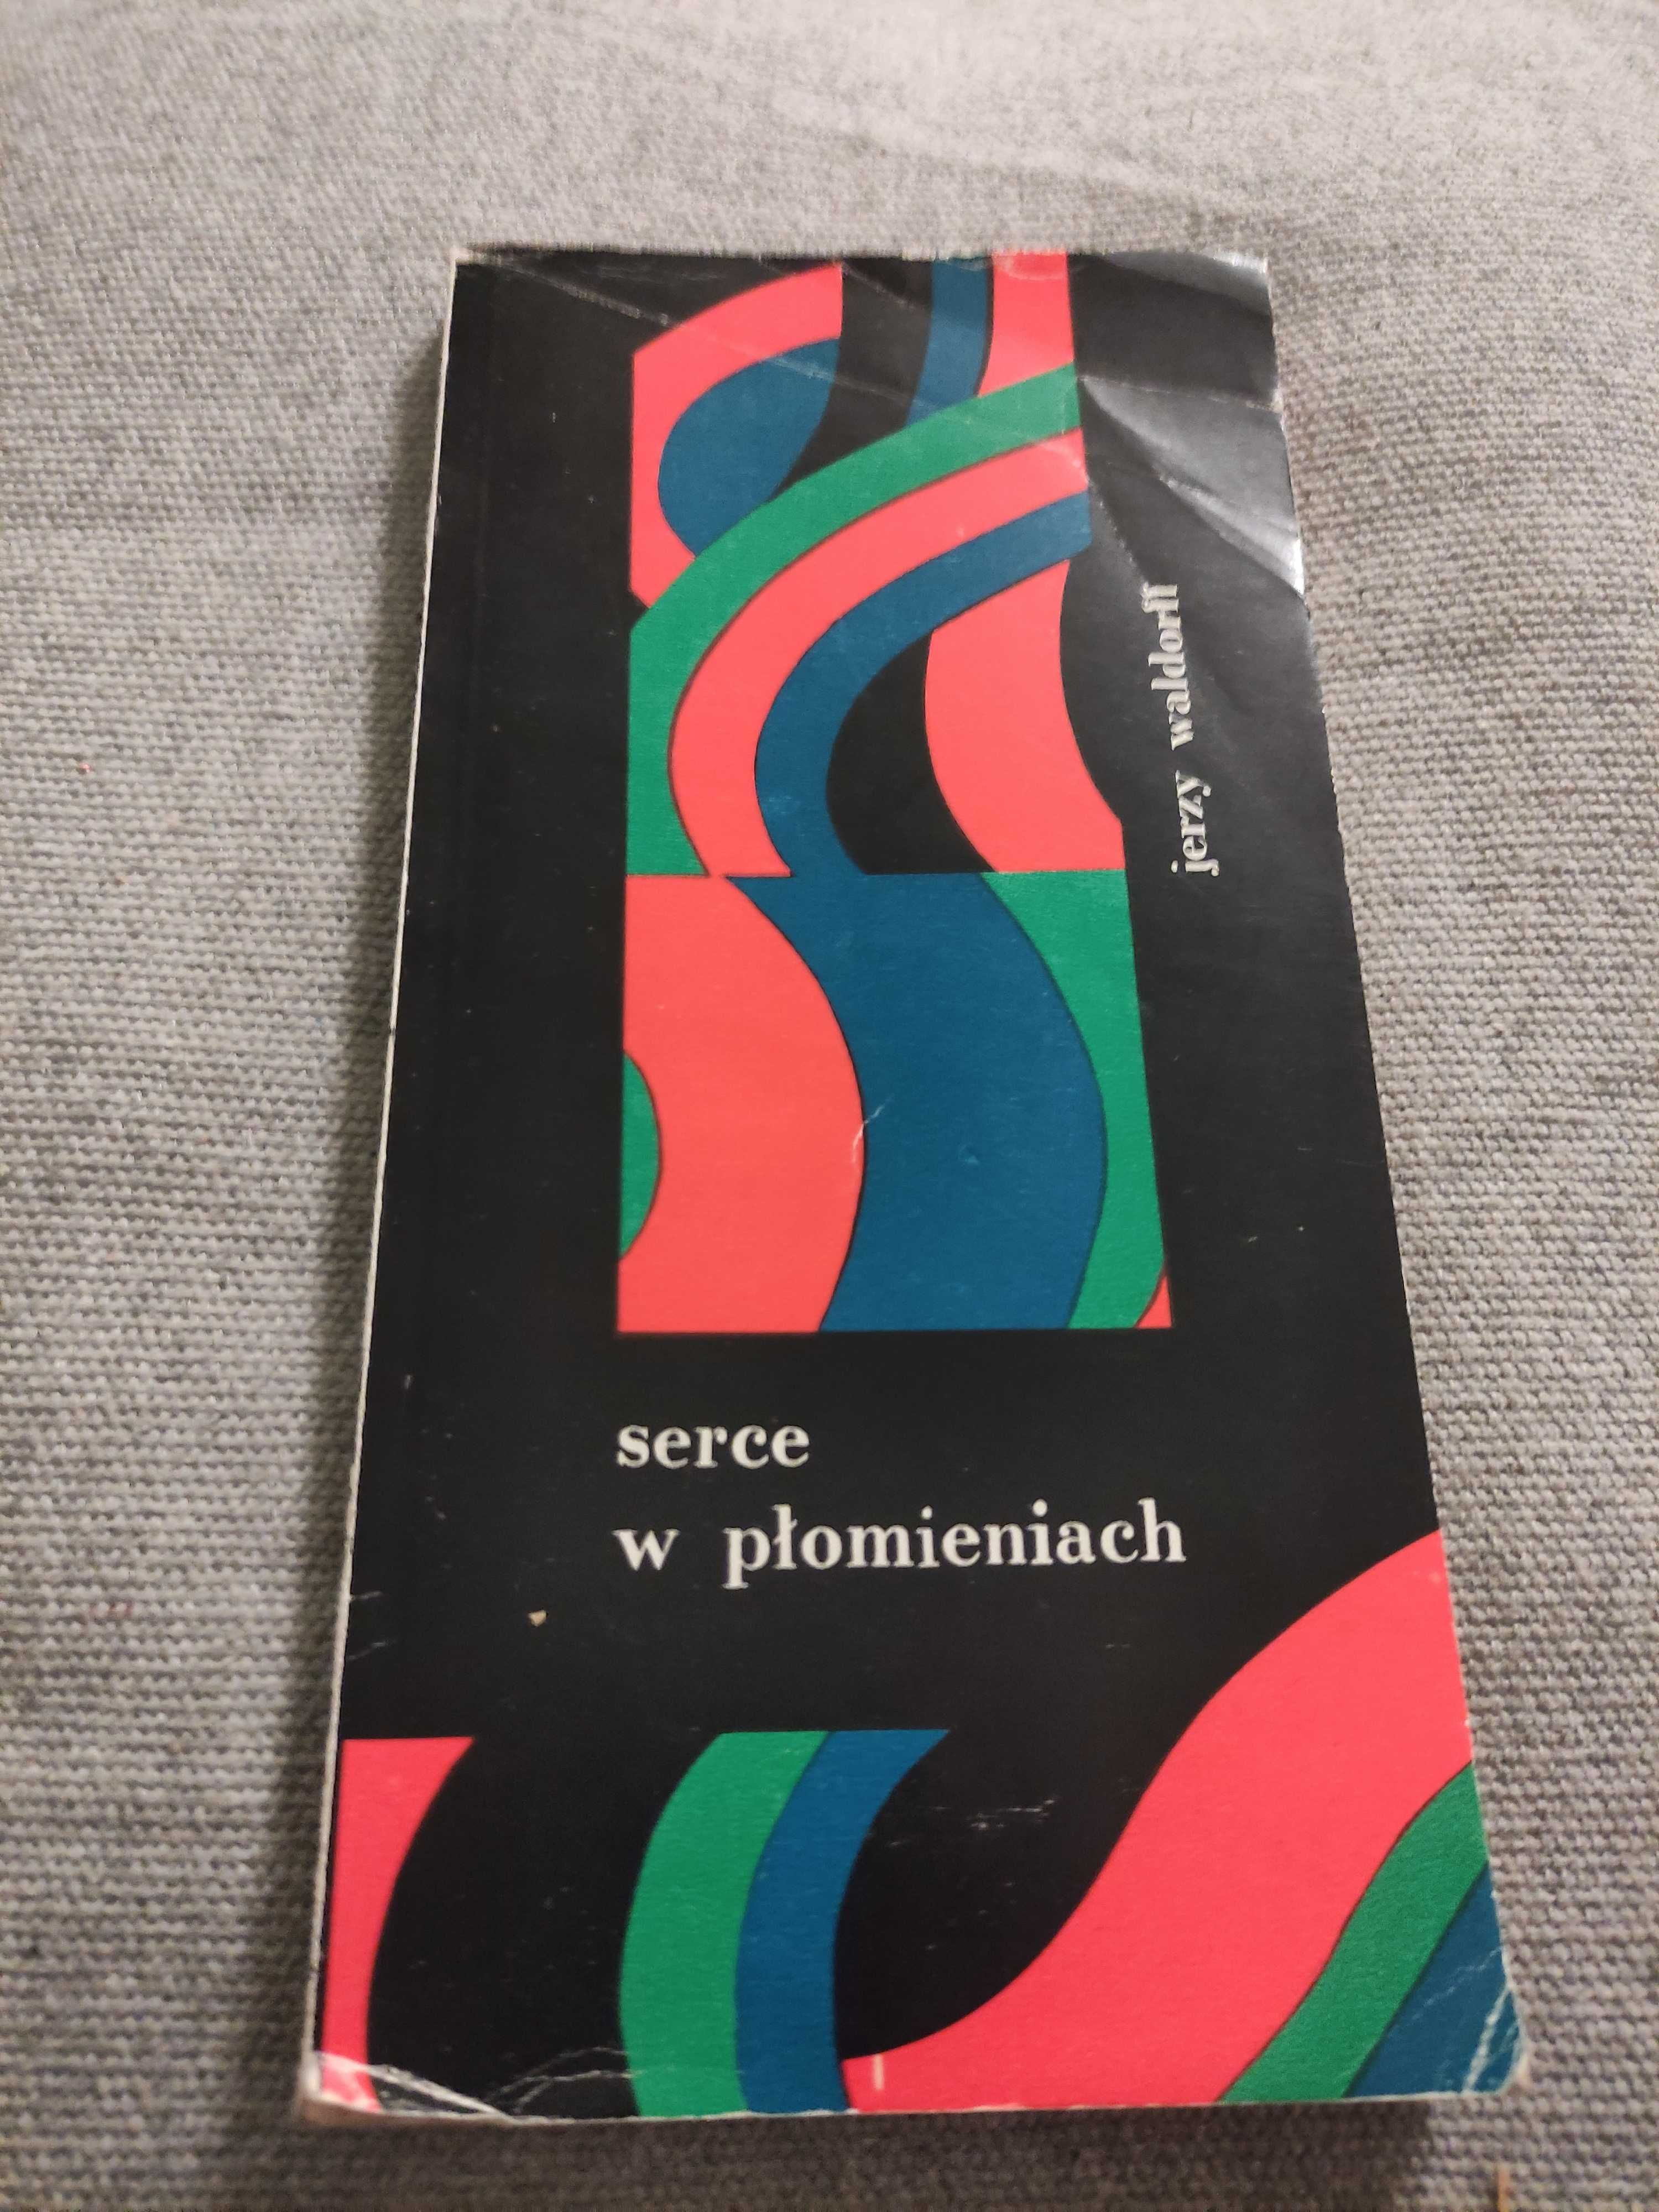 jerzy waldorff
serce
w płomieniach